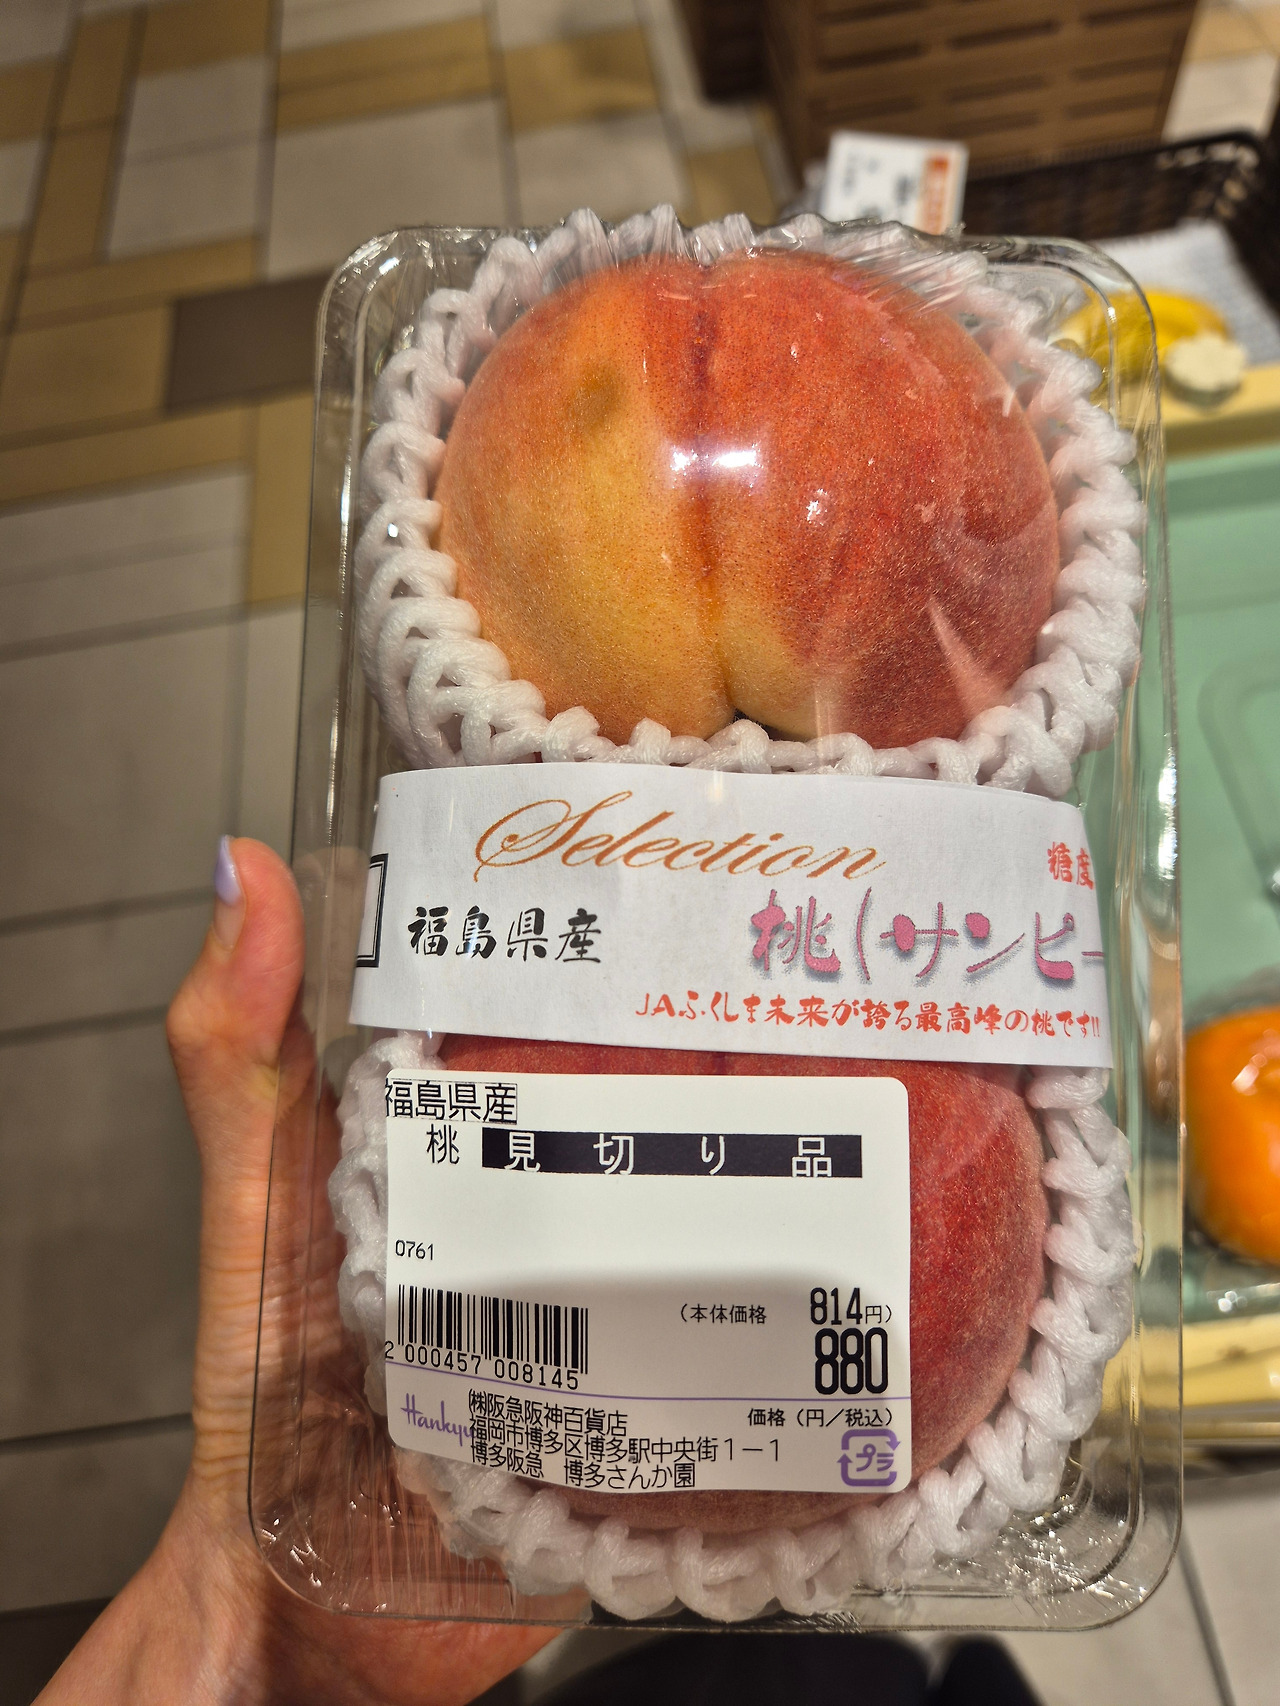 Selection
糖度
福島県産
桃(サンピー
JAふくしま未来が誇る最高峰の桃です!!
福島県産
桃 見切り品
0761
(本体価格 814円)
880
2 000457 008145
価格(円/税込)
Hankyu
(株)阪急阪神百貨店
福岡市博多区博多駅中央街1-1
博多阪急 博多さんか園
プラ